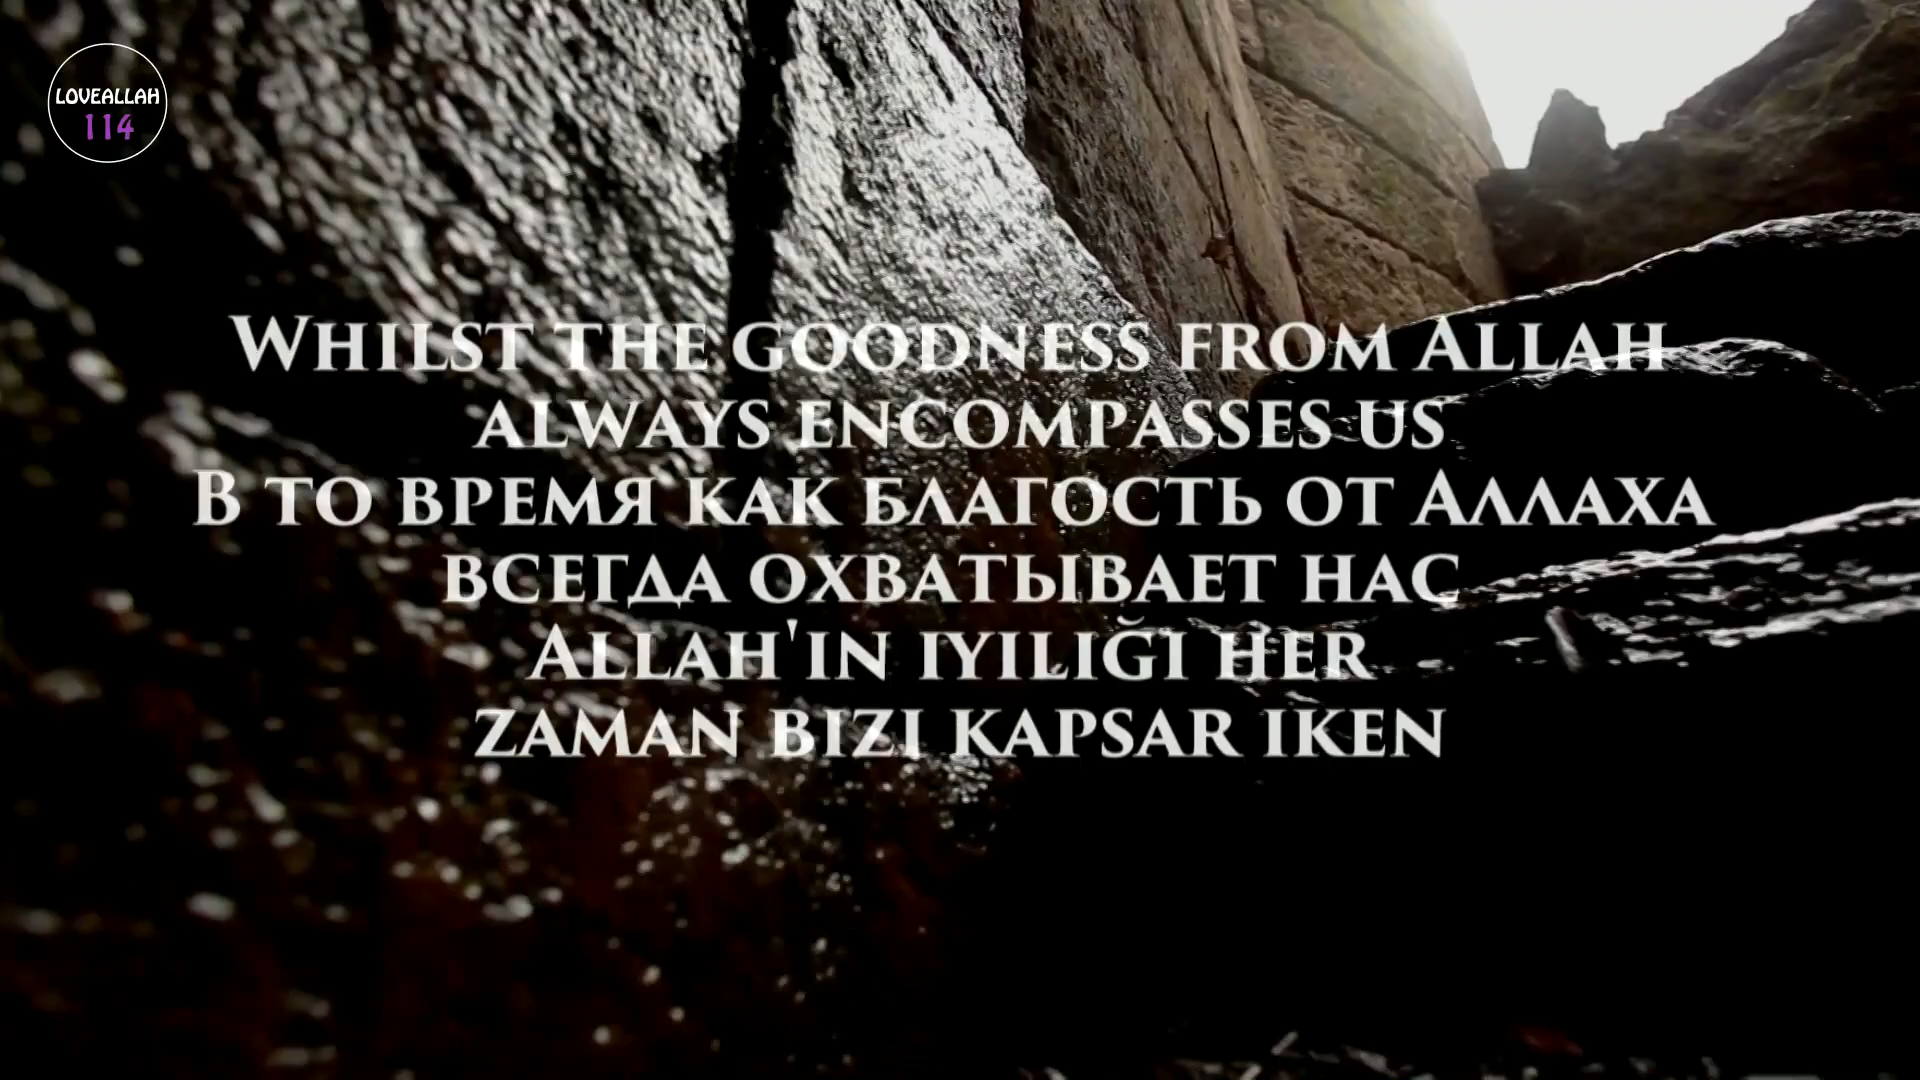 LOVEALLAH
114
Whilst the goodness from Allah
always encompasses us
В то время как благость от Аллаха
всегда охватывает нас
Allah'in iyiliği her
zaman bizi kapsar iken